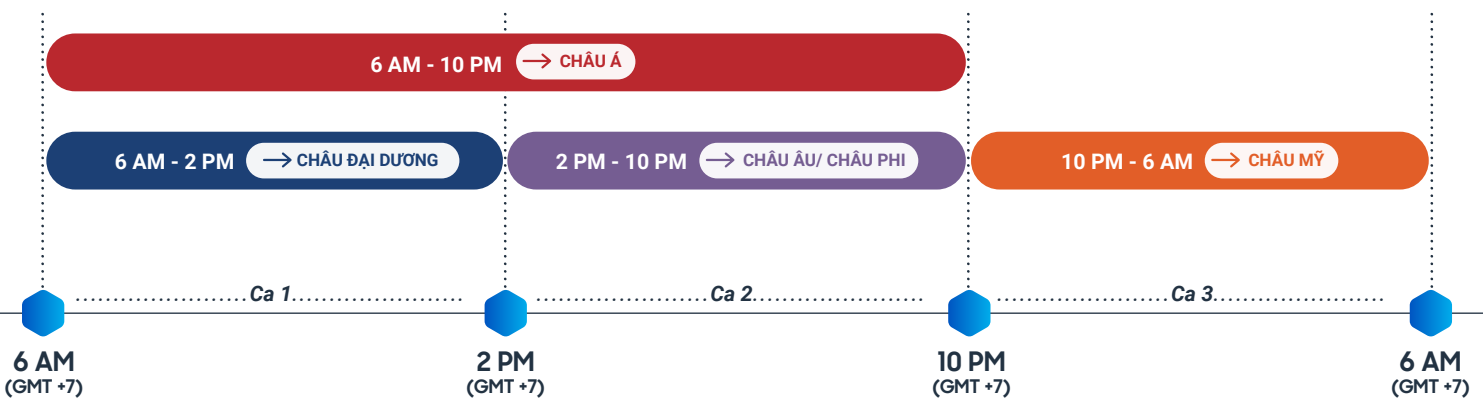 6 AM - 10 PM → CHÂU Á
6 AM - 2 PM → CHÂU ĐẠI DƯƠNG
2 PM - 10 PM → CHÂU ÂU/ CHÂU PHI
10 PM - 6 AM → CHÂU MỸ
Ca 1
Ca 2
Ca 3
6 AM
(GMT +7)
2 PM
(GMT +7)
10 PM
(GMT +7)
6 AM
(GMT +7)